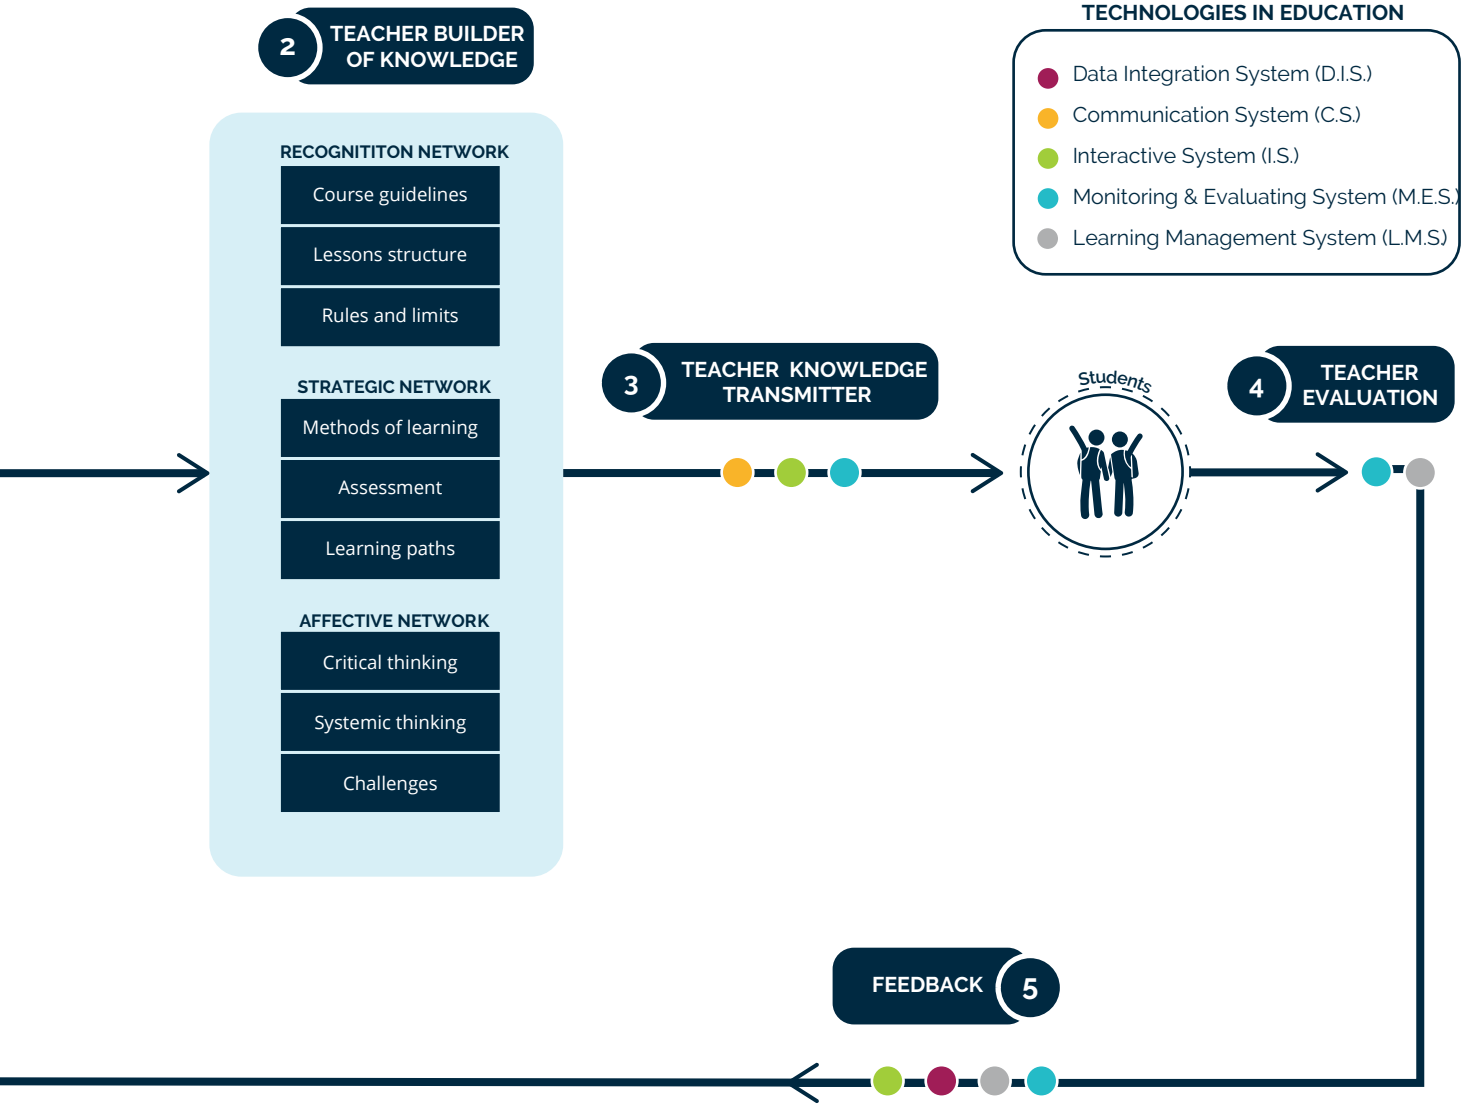 2
TEACHER BUILDER
OF KNOWLEDGE
RECOGNITITON NETWORK
Course guidelines
Lessons structure
Rules and limits
STRATEGIC NETWORK
Methods of learning
Assessment
Learning paths
AFFECTIVE NETWORK
Critical thinking
Systemic thinking
Challenges
TECHNOLOGIES IN EDUCATION
Data Integration System (D.I.S.)
Communication System (C.S.)
Interactive System (I.S.)
Monitoring & Evaluating System (M.E.S.)
Learning Management System (L.M.S)
3
TEACHER KNOWLEDGE
TRANSMITTER
Students
4
TEACHER
EVALUATION
FEEDBACK
5